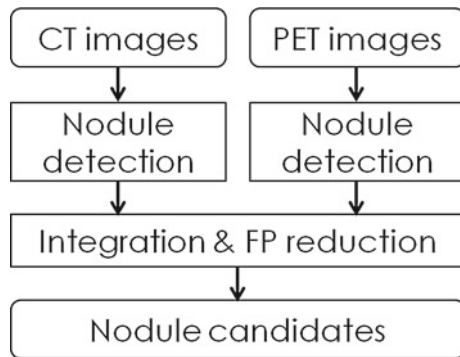 CT images
PET images
Nodule
detection
Nodule
detection
Integration & FP reduction
Nodule candidates